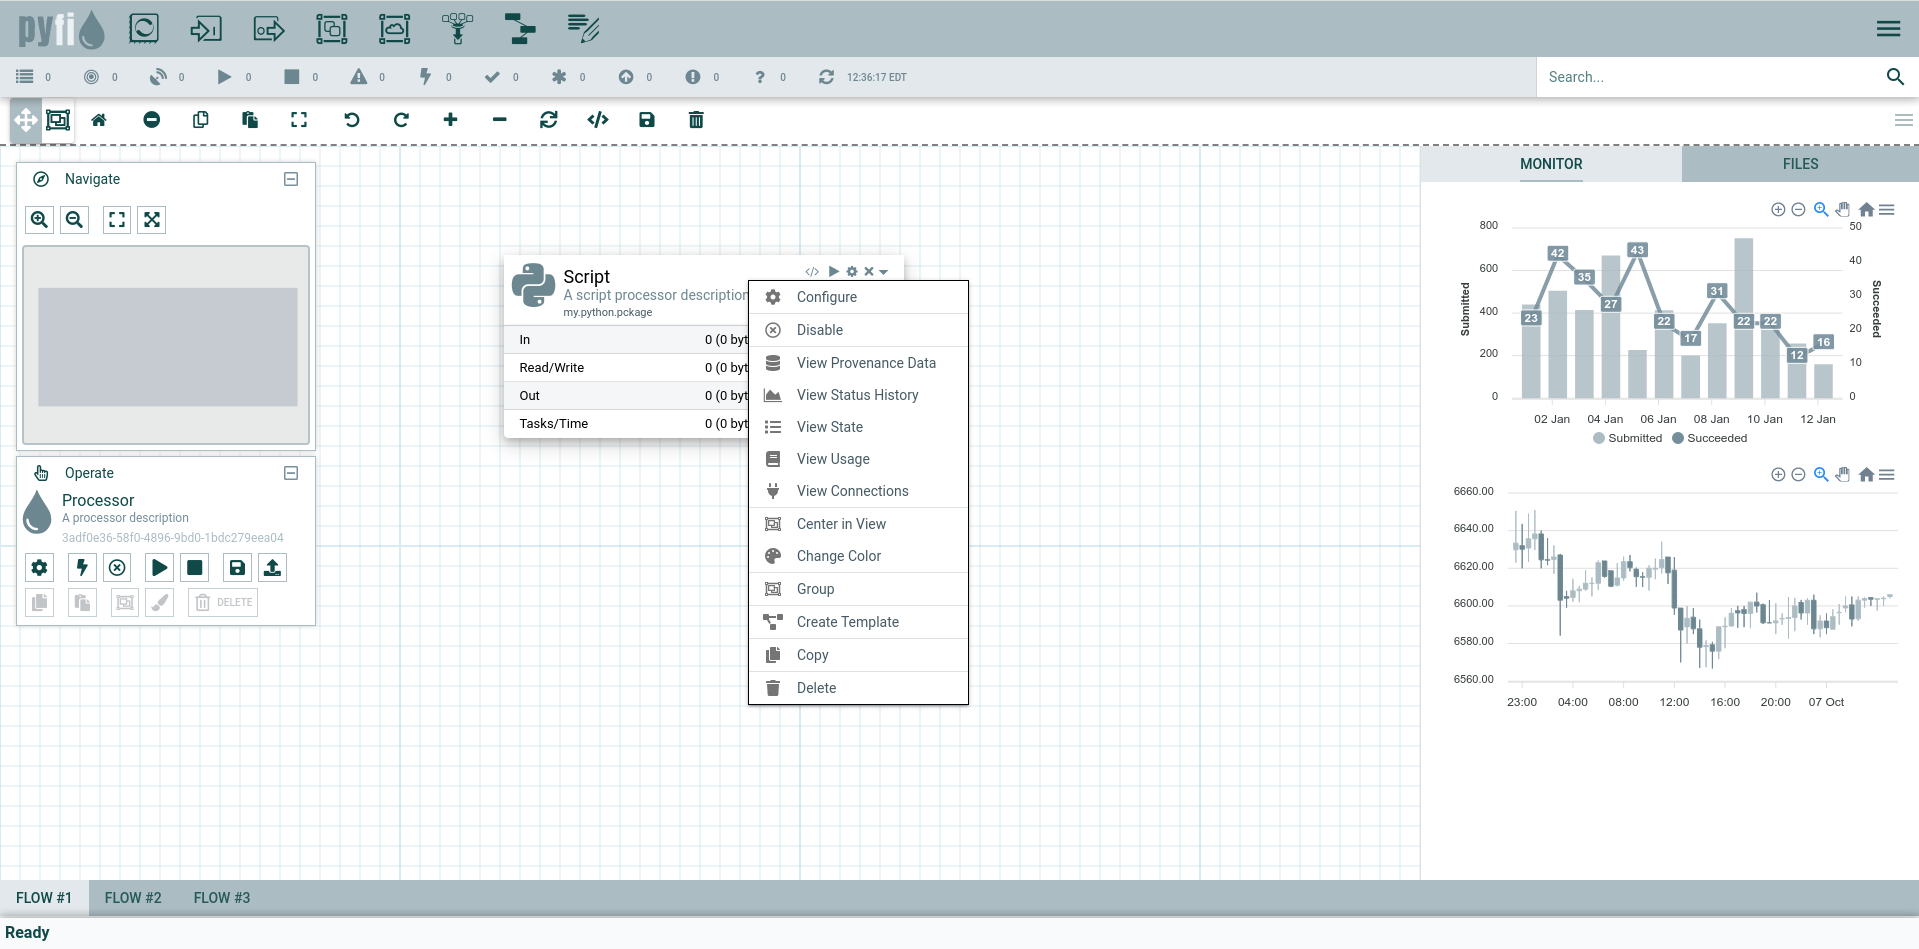 pyfi
0 0 0 0 0 0 0 0 0 0 0 0 12:36:17 EDT
Search...
Navigate
Operate
Processor
A processor description
3adf0e36-58f0-4896-9bd0-1bdc279eea04
DELETE
Script
A script processor description
my.python.pckage
In 0 (0 byt
Read/Write 0 (0 byt
Out 0 (0 byt
Tasks/Time 0 (0 byt
Configure
Disable
View Provenance Data
View Status History
View State
View Usage
View Connections
Center in View
Change Color
Group
Create Template
Copy
Delete
MONITOR FILES
800
600
400
200
0
Submitted
23 42 35 27 43 22 17 31 22 22 12 16
50
40
30
20
10
0
Succeeded
02 Jan 04 Jan 06 Jan 08 Jan 10 Jan 12 Jan
Submitted Succeeded
6660.00
6640.00
6620.00
6600.00
6580.00
6560.00
23:00 04:00 08:00 12:00 16:00 20:00 07 Oct
FLOW #1 FLOW #2 FLOW #3
Ready